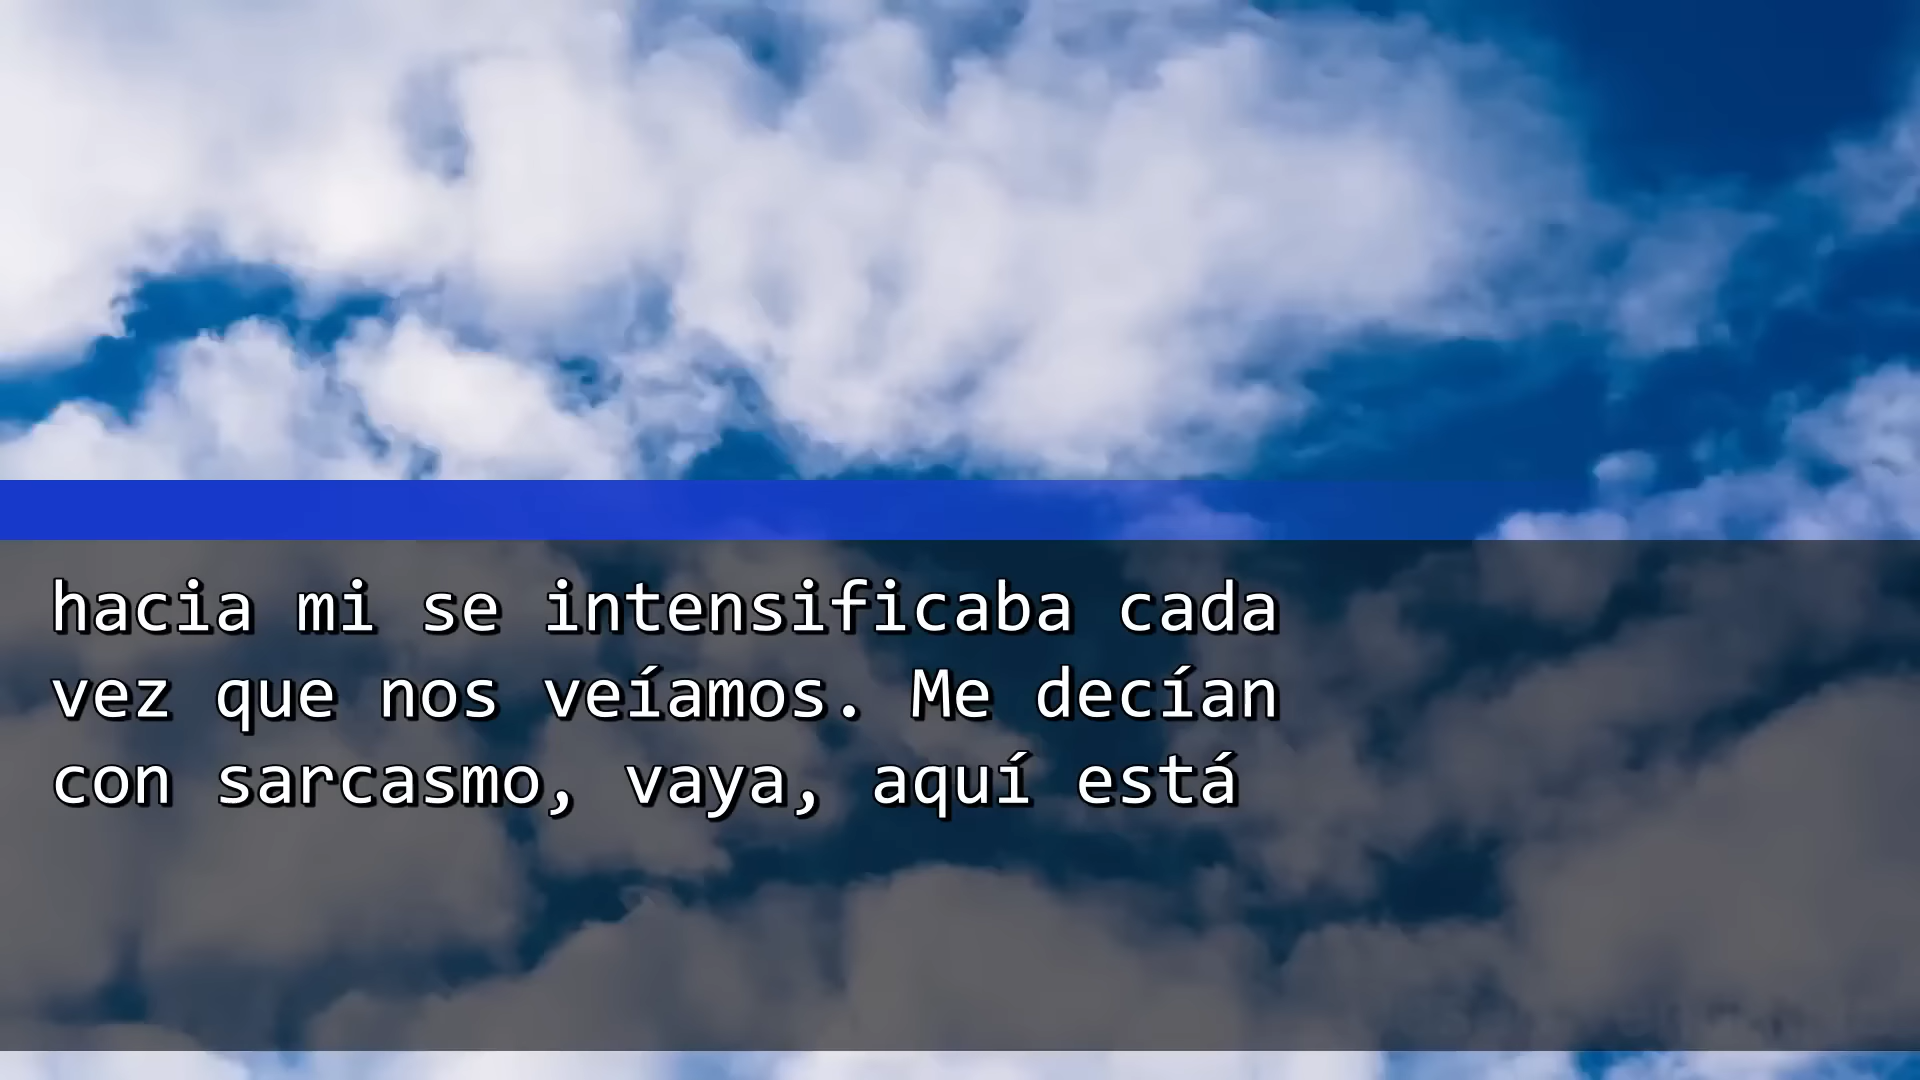 hacia mi se intensificaba cada
vez que nos veíamos. Me decían
con sarcasmo, vaya, aquí está